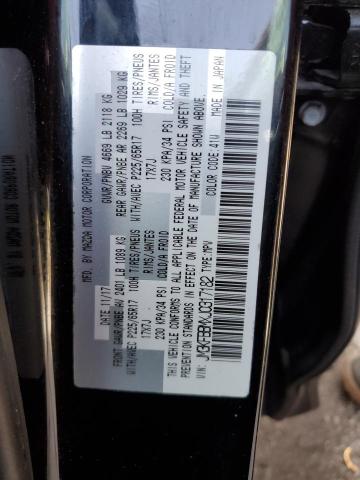 MFD. BY MAZDA MOTOR CORPORATION
DATE: 11/17 GVWR/PNBV 4669 LB 2118 KG
FRONT GAWR/PNBE AV 2401 LB 1089 KG REAR GAWR/PNBE AR 2269 LB 1029 KG
WITH/AVEC P225/65R17 100H TIRES/PNEUS WITH/AVEC P225/65R17 100H TIRES/PNEUS
17X7J RIMS/JANTES 17X7J RIMS/JANTES
230 KPA/34 PSI COLD/A FROID 230 KPA/34 PSI COLD/A FROID
THIS VEHICLE CONFORMS TO ALL APPLICABLE FEDERAL MOTOR VEHICLE SAFETY AND THEFT
PREVENTION STANDARDS IN EFFECT ON THE DATE OF MANUFACTURE SHOWN ABOVE.
VIN: TYPE: MPV COLOR CODE: 41W MADE IN JAPAN